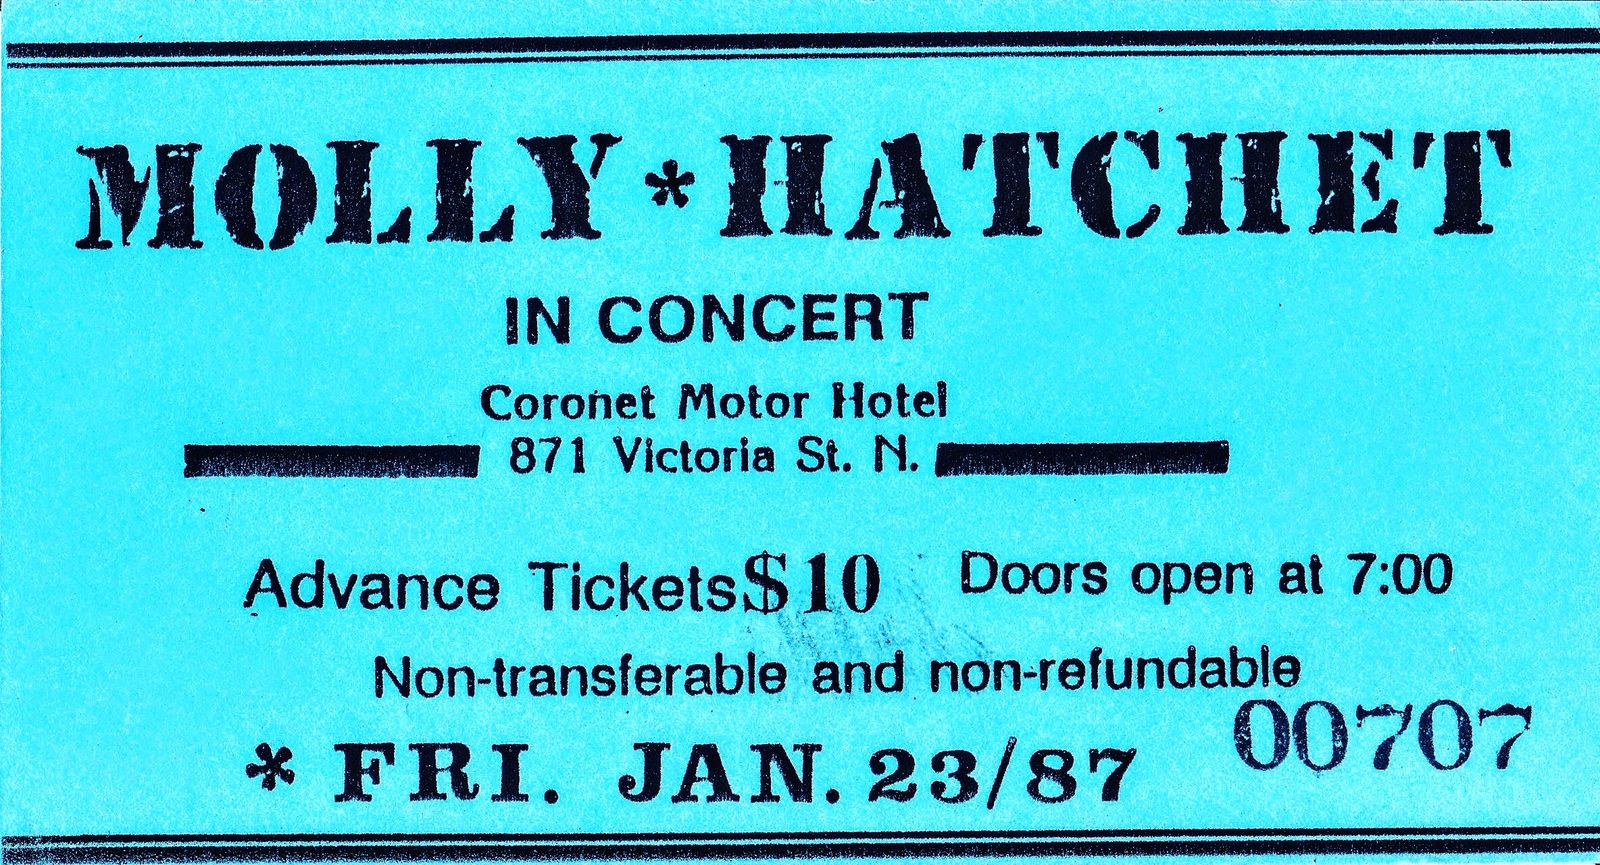 MOLLY * HATCHET
IN CONCERT
Coronet Motor Hotel
871 Victoria St. N.
Advance Tickets $10 Doors open at 7:00
Non-transferable and non-refundable
00707
* FRI. JAN. 23/87